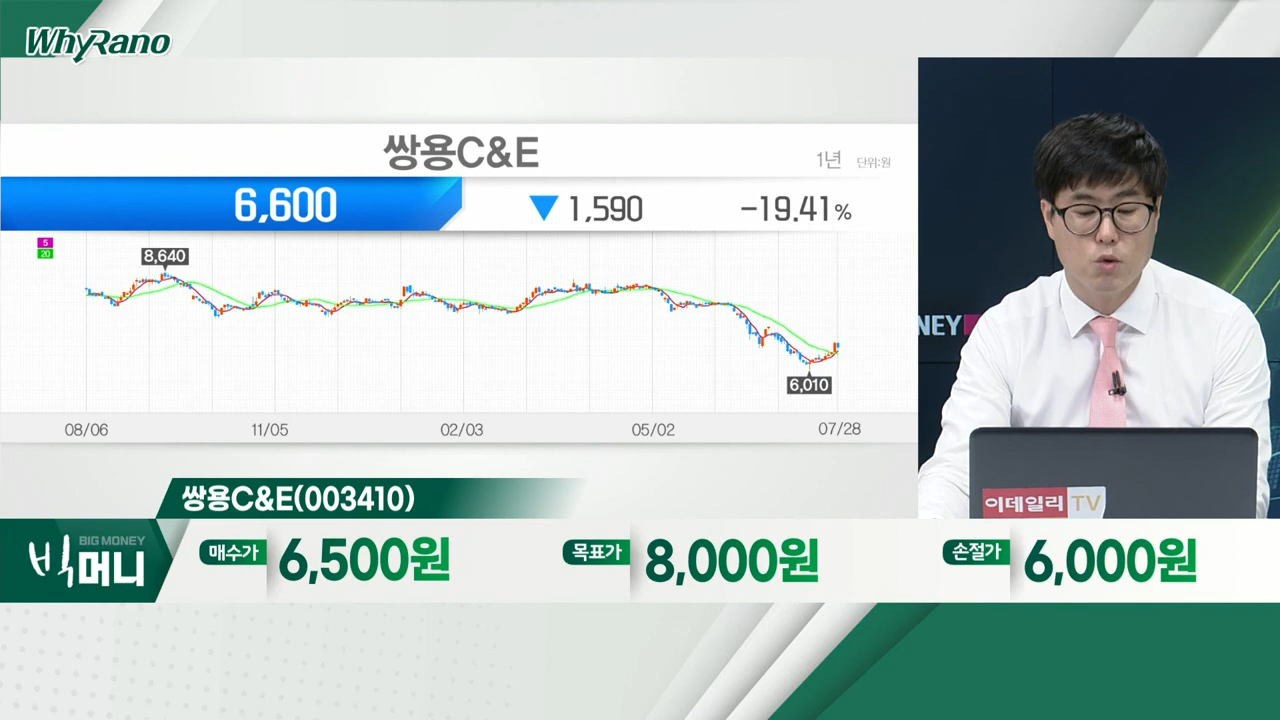 WhyRano
쌍용C&E
1년 단위:원
6,600 ▼ 1,590 -19.41%
5
20
8,640
6,010
08/06 11/05 02/03 05/02 07/28
NEY
이데일리 TV
쌍용C&E(003410)
BIG MONEY
빅머니
매수가 6,500원 목표가 8,000원 손절가 6,000원